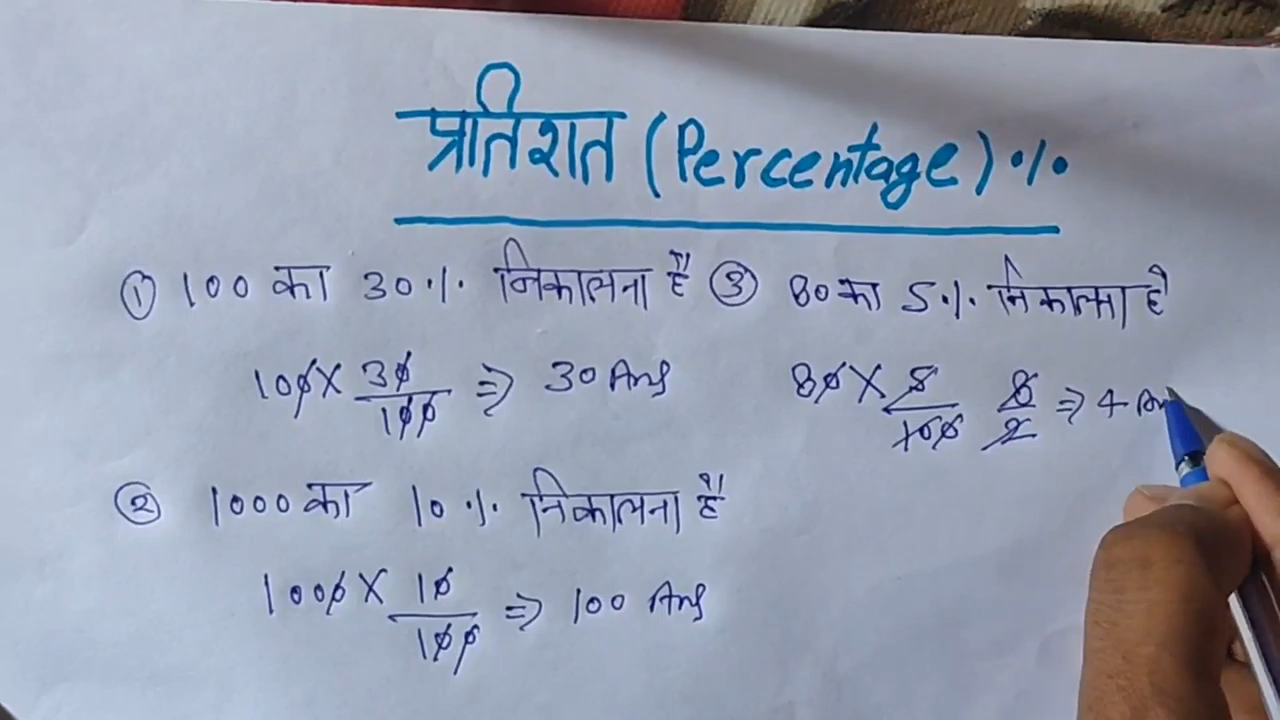 प्रतिशत (Percentage) %
① 100 का 30% निकालना है
100 X 30/100 => 30 Ans
② 1000 का 10% निकालना है
1000 X 10/100 => 100 Ans
③ 80 का 5% निकालना है
80 X 5/100 8/2 => 4 An